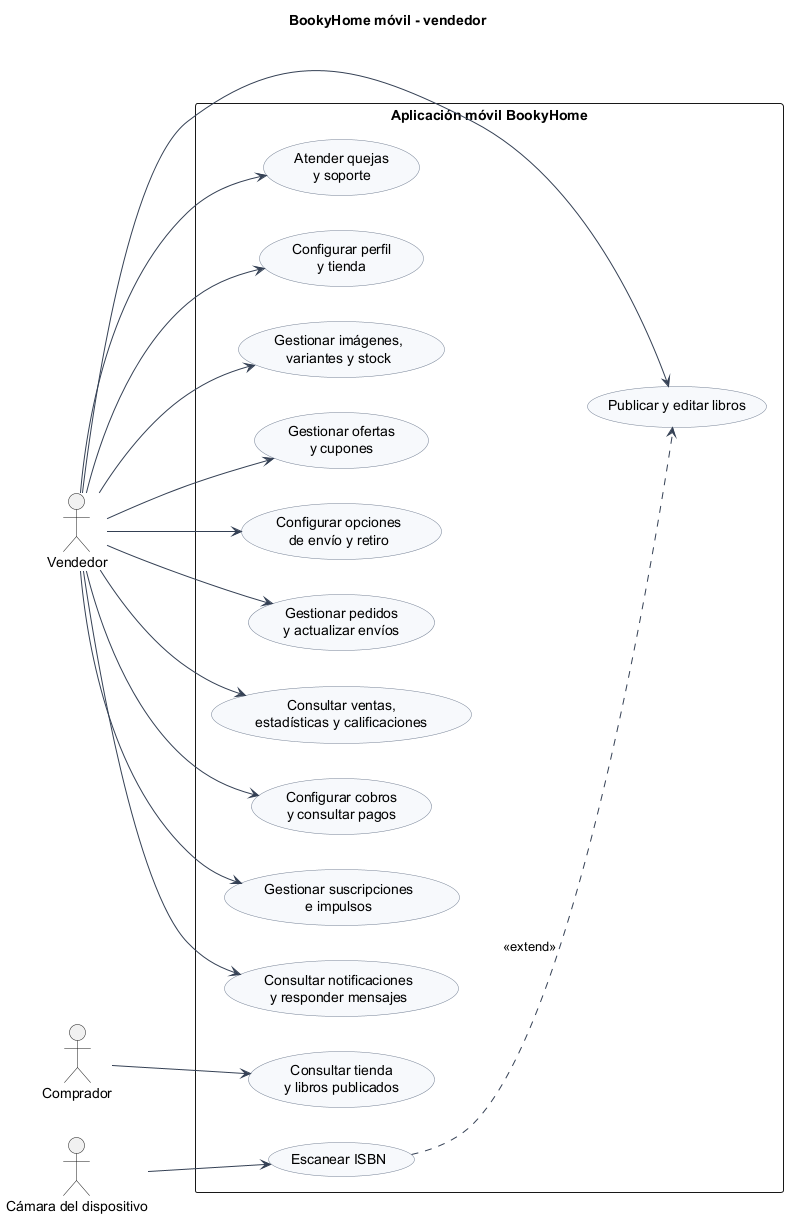 BookyHome móvil - vendedor
Aplicación móvil BookyHome
Atender quejas
y soporte
Configurar perfil
y tienda
Gestionar imágenes,
variantes y stock
Publicar y editar libros
Gestionar ofertas
y cupones
Configurar opciones
de envío y retiro
Vendedor
Gestionar pedidos
y actualizar envíos
Consultar ventas,
estadísticas y calificaciones
Configurar cobros
y consultar pagos
Gestionar suscripciones
e impulsos
«extend»
Consultar notificaciones
y responder mensajes
Comprador
Consultar tienda
y libros publicados
Escanear ISBN
Cámara del dispositivo